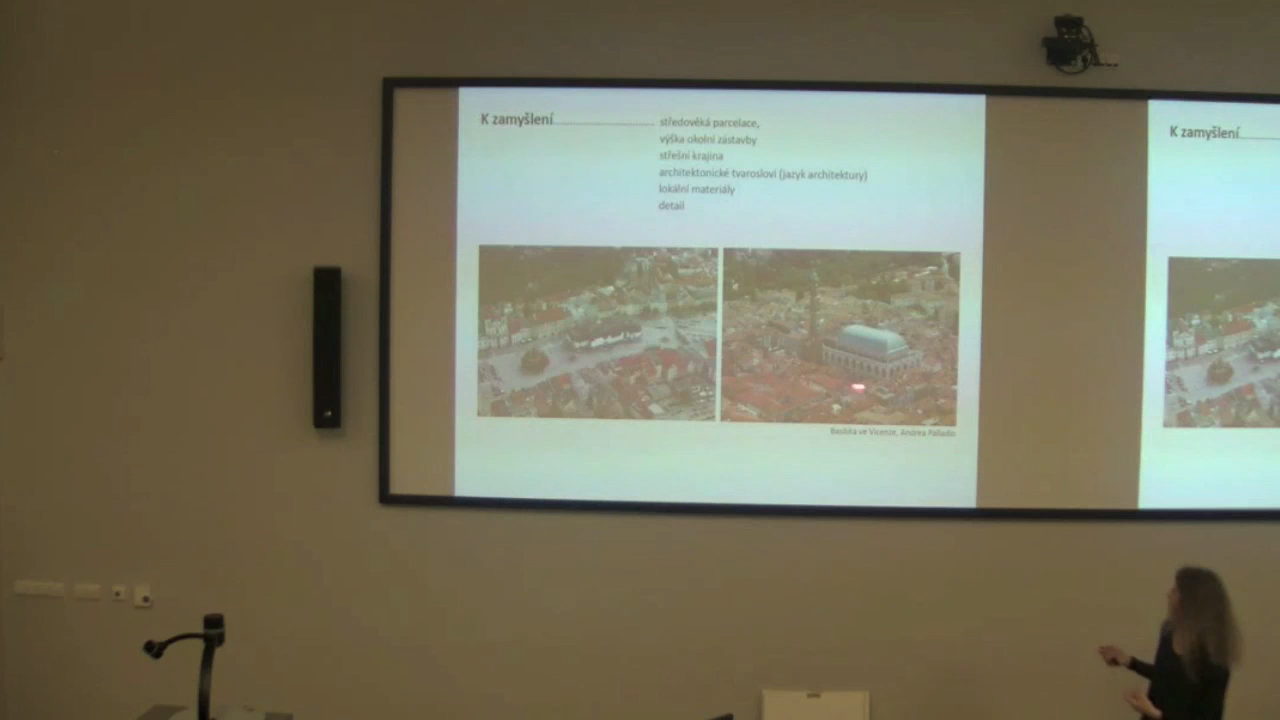 K zamyšlení............................ středověká parcelace,
výška okolní zástavby
střešní krajina
architektonické tvarosloví (jazyk architektury)
lokální materiály
detail
Basilika ve Vicenze, Andrea Palladio
K zamyšlení